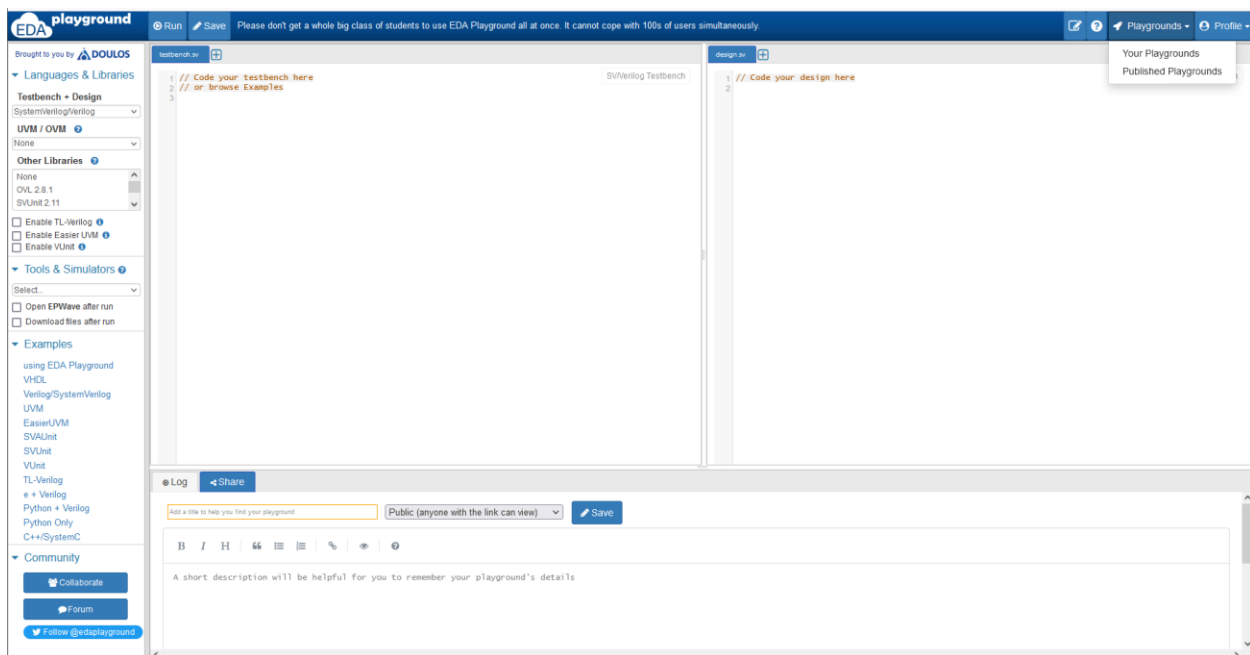 EDA playground
Run
Save
Please don't get a whole big class of students to use EDA Playground all at once. It cannot cope with 100s of users simultaneously.
Playgrounds
Profile
Your Playgrounds
Published Playgrounds
Brought to you by DOULOS
Languages & Libraries
Testbench + Design
SystemVerilog/Verilog
UVM / OVM
None
Other Libraries
None
OVL 2.8.1
SVUnit 2.11
Enable TL-Verilog
Enable Easier UVM
Enable VUnit
Tools & Simulators
Select...
Open EPWave after run
Download files after run
Examples
using EDA Playground
VHDL
Verilog/SystemVerilog
UVM
EasierUVM
SVAUnit
SVUnit
VUnit
TL-Verilog
e + Verilog
Python + Verilog
Python Only
C++/SystemC
Community
Collaborate
Forum
Follow @edaplayground
testbench.sv
1 // Code your testbench here
2 // or browse Examples
3
SV/Verilog Testbench
design.sv
1 // Code your design here
2
Log
Share
Add a title to help you find your playground
Public (anyone with the link can view)
Save
B I H
A short description will be helpful for you to remember your playground's details